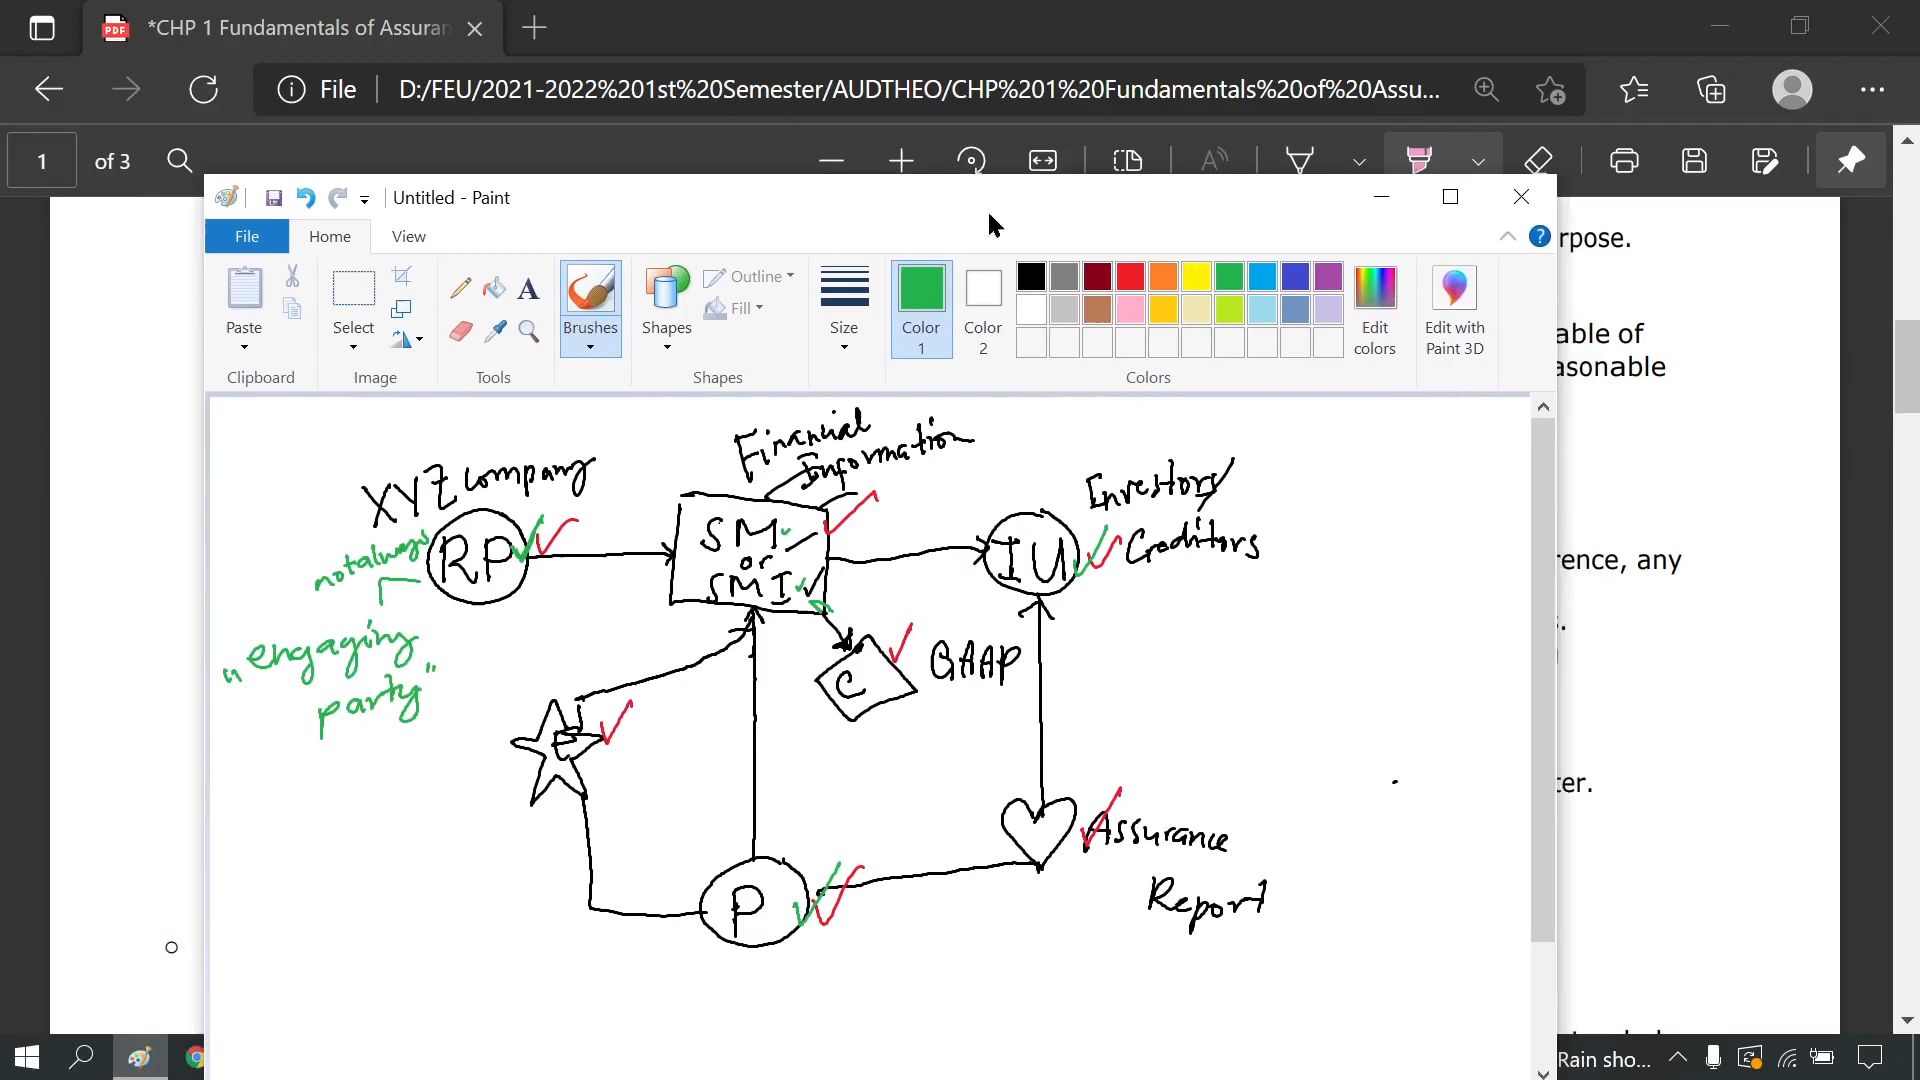 *CHP 1 Fundamentals of Assuran
File
D:/FEU/2021-2022%201st%20Semester/AUDTHEO/CHP%201%20Fundamentals%20of%20Assu...
1 of 3
Untitled - Paint
File Home View
Paste
Select
Brushes
Shapes
Outline
Fill
Size
Color 1
Color 2
Edit colors
Edit with Paint 3D
Clipboard
Image
Tools
Shapes
Colors
rpose.
able of
asonable
rence, any
ter.
Financial
Information
XYZ company
Investors/
Creditors
RP
SM
or
SMI
IU
not always
"engaging
party"
C
GAAP
E
Assurance
Report
P
Rain sho...